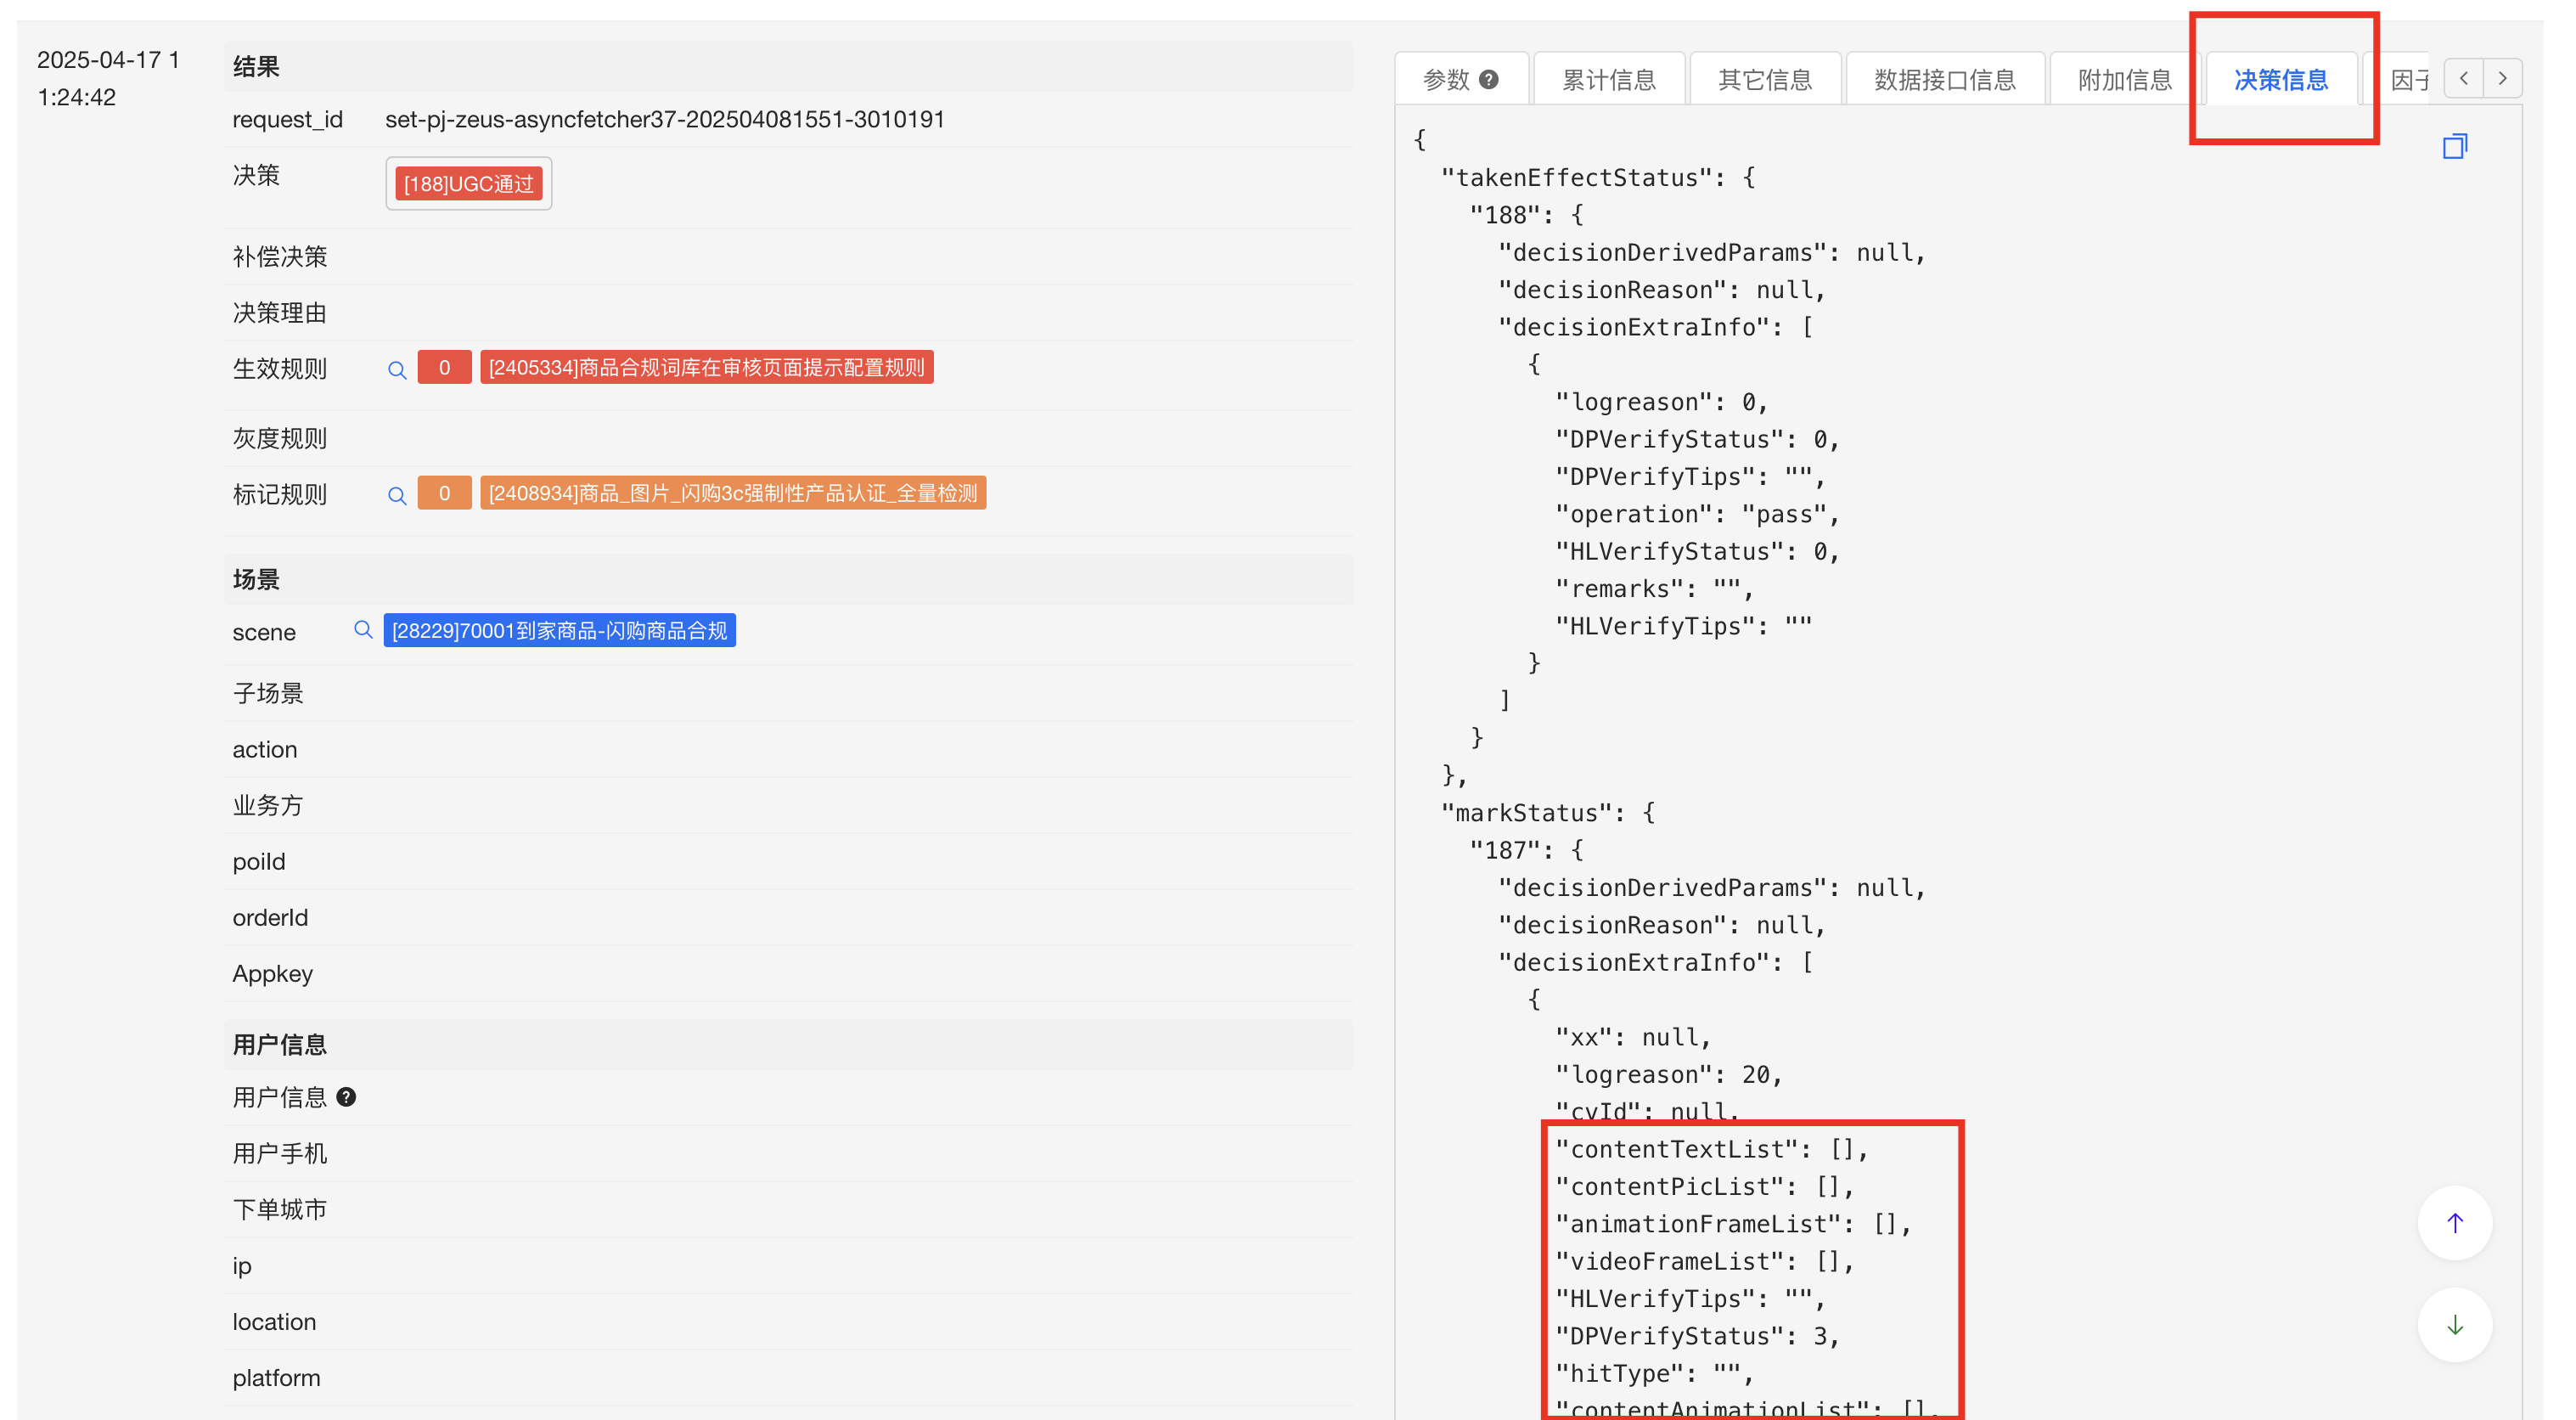 2025-04-17 1
1:24:42
结果
request_id set-pj-zeus-asyncfetcher37-202504081551-3010191
决策 [188]UGC通过
补偿决策
决策理由
生效规则 0 [2405334]商品合规词库在审核页面提示配置规则
灰度规则
标记规则 0 [2408934]商品_图片_闪购3c强制性产品认证_全量检测
场景
scene [28229]70001到家商品-闪购商品合规
子场景
action
业务方
poiId
orderId
Appkey
用户信息
用户信息 ?
用户手机
下单城市
ip
location
platform
参数 ? 累计信息 其它信息 数据接口信息 附加信息 决策信息 因子
{
"takenEffectStatus": {
"188": {
"decisionDerivedParams": null,
"decisionReason": null,
"decisionExtraInfo": [
{
"logreason": 0,
"DPVerifyStatus": 0,
"DPVerifyTips": "",
"operation": "pass",
"HLVerifyStatus": 0,
"remarks": "",
"HLVerifyTips": ""
}
]
}
},
"markStatus": {
"187": {
"decisionDerivedParams": null,
"decisionReason": null,
"decisionExtraInfo": [
{
"xx": null,
"logreason": 20,
"cvId": null,
"contentTextList": [],
"contentPicList": [],
"animationFrameList": [],
"videoFrameList": [],
"HLVerifyTips": "",
"DPVerifyStatus": 3,
"hitType": "",
"contentAnimationList": [],